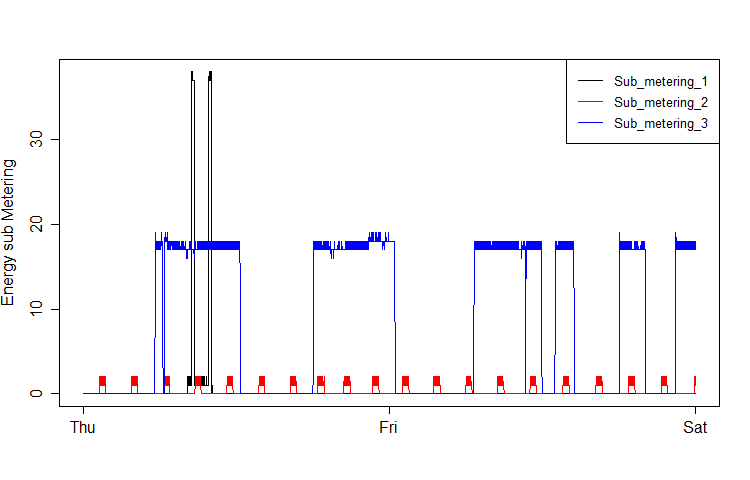 Sub_metering_1
Sub_metering_2
Sub_metering_3
Energy sub Metering
30
20
10
0
Thu
Fri
Sat